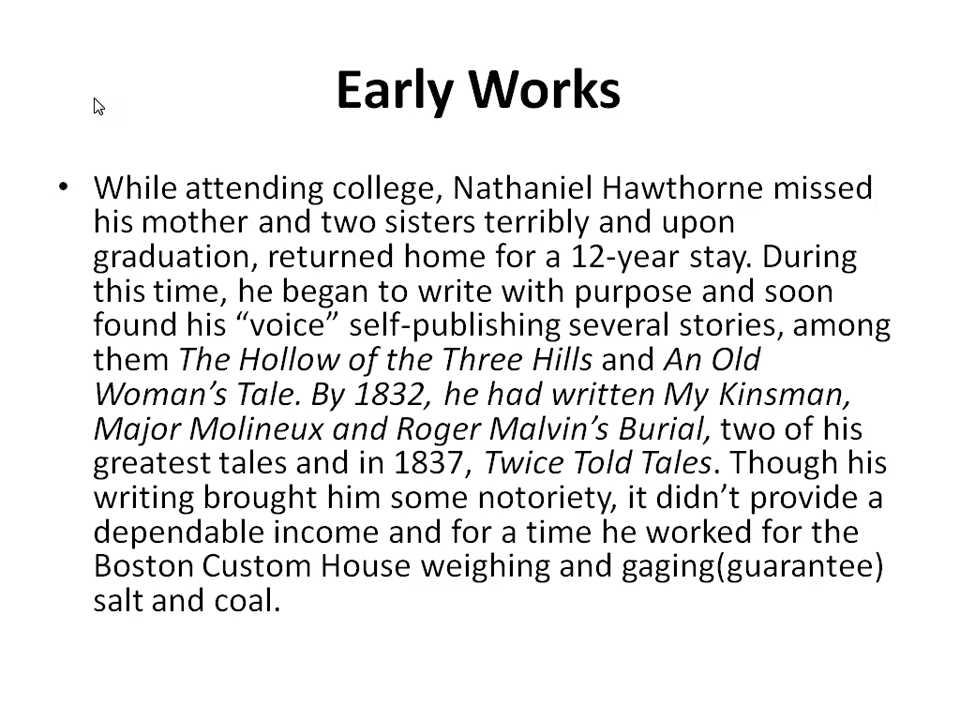 Early Works
• While attending college, Nathaniel Hawthorne missed
his mother and two sisters terribly and upon
graduation, returned home for a 12-year stay. During
this time, he began to write with purpose and soon
found his “voice” self-publishing several stories, among
them The Hollow of the Three Hills and An Old
Woman’s Tale. By 1832, he had written My Kinsman,
Major Molineux and Roger Malvin’s Burial, two of his
greatest tales and in 1837, Twice Told Tales. Though his
writing brought him some notoriety, it didn’t provide a
dependable income and for a time he worked for the
Boston Custom House weighing and gaging(guarantee)
salt and coal.